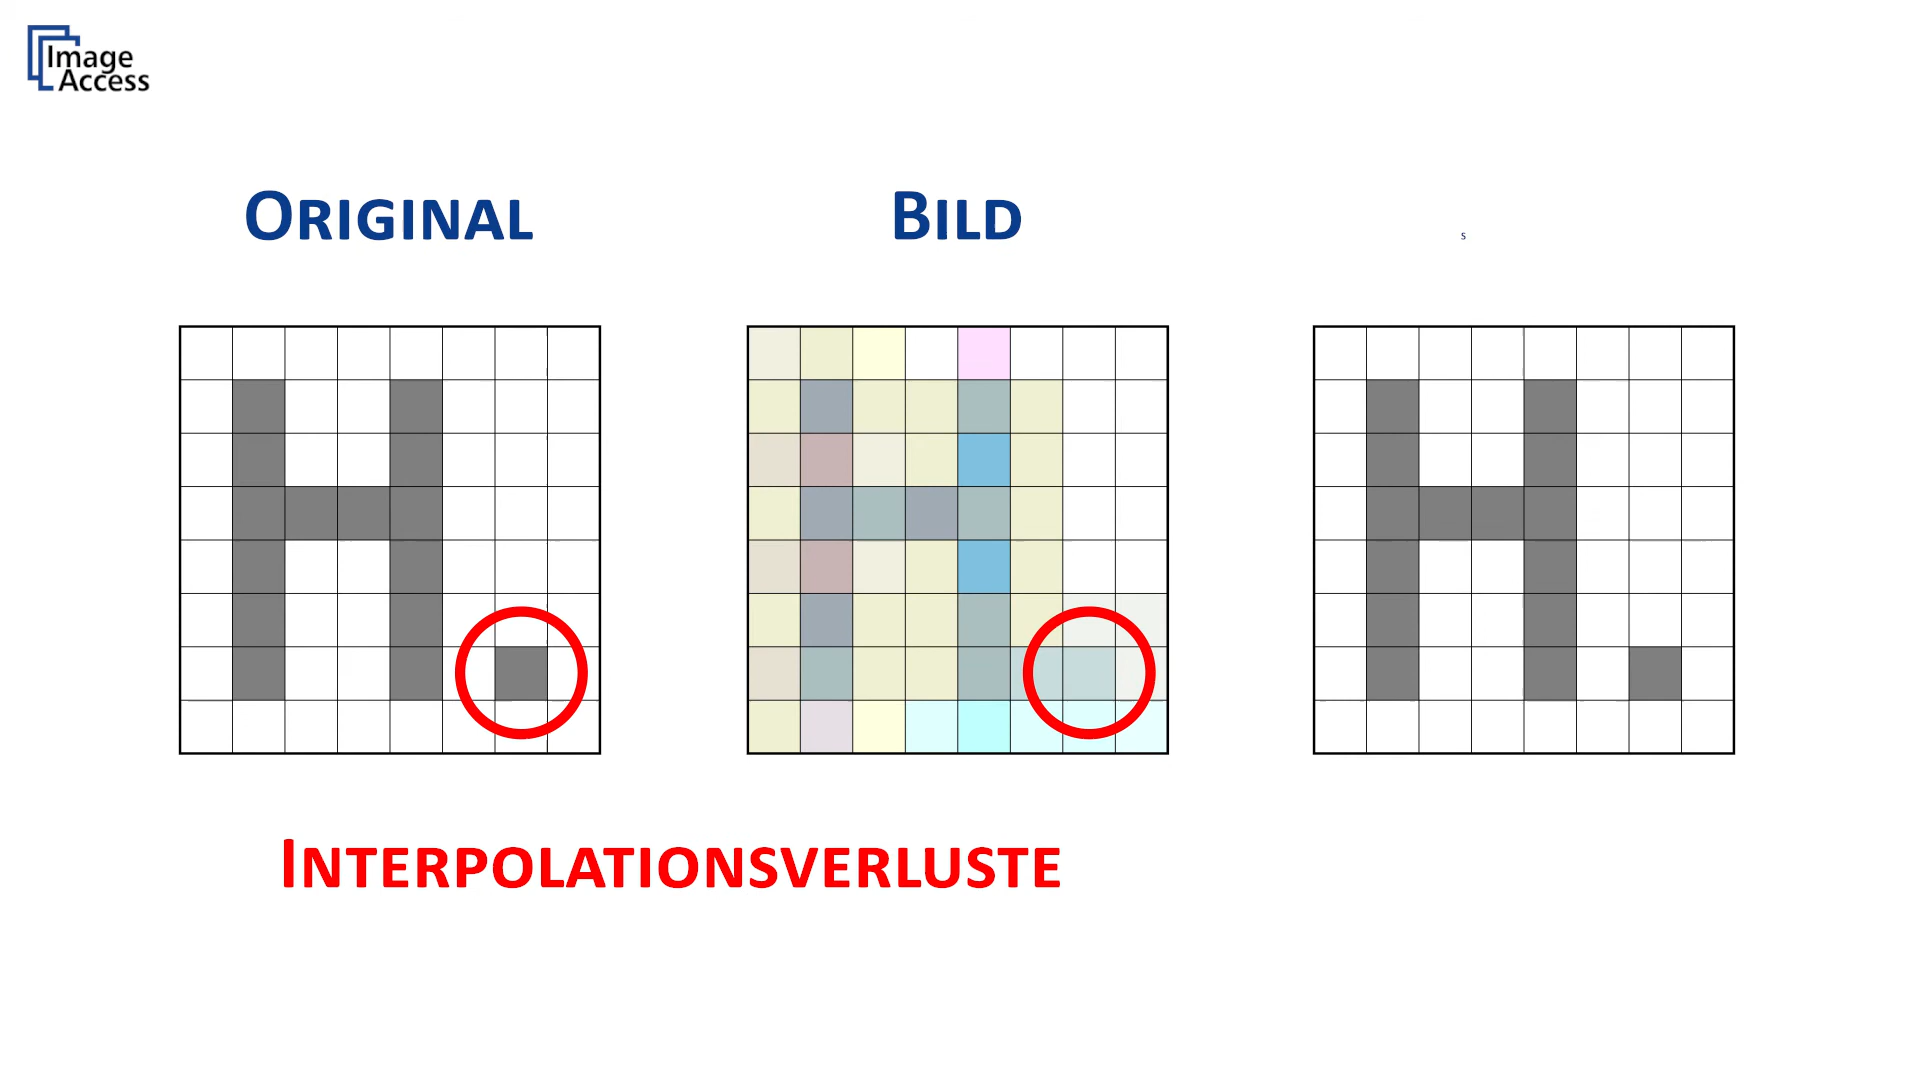 Image
Access
ORIGINAL
BILD
s
INTERPOLATIONSVERLUSTE